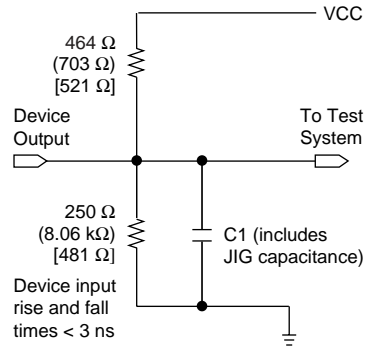 VCC
464 Ω
(703 Ω)
[521 Ω]
Device
Output
To Test
System
250 Ω
(8.06 kΩ)
[481 Ω]
C1 (includes
JIG capacitance)
Device input
rise and fall
times < 3 ns